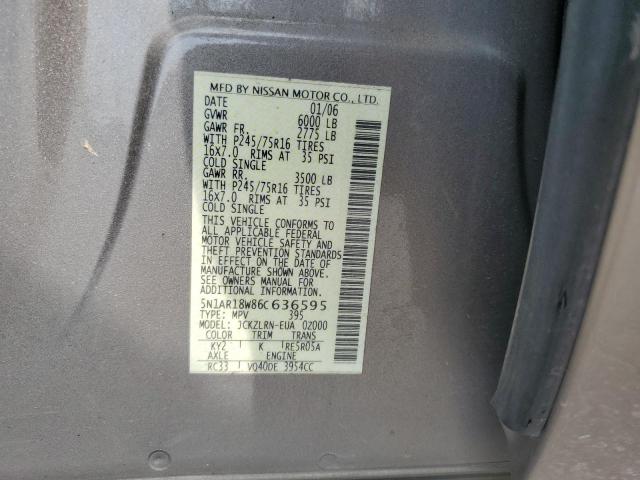 MFD BY NISSAN MOTOR CO., LTD.
DATE 01/06
GVWR 6000 LB
GAWR FR. 2775 LB
WITH P245/75R16 TIRES
16X7.0 RIMS AT 35 PSI
COLD SINGLE
GAWR RR. 3500 LB
WITH P245/75R16 TIRES
16X7.0 RIMS AT 35 PSI
COLD SINGLE
THIS VEHICLE CONFORMS TO
ALL APPLICABLE FEDERAL
MOTOR VEHICLE SAFETY AND
THEFT PREVENTION STANDARDS
IN EFFECT ON THE DATE OF
MANUFACTURE SHOWN ABOVE.
SEE OWNERS MANUAL FOR
ADDITIONAL INFORMATION
5N1AR18W86C636595
TYPE: MPV 395
MODEL: JCKZLRN-EUA 0Z000
COLOR TRIM TRANS
KY2 K RE5R05A
AXLE ENGINE
RC33 VQ40DE 3954CC